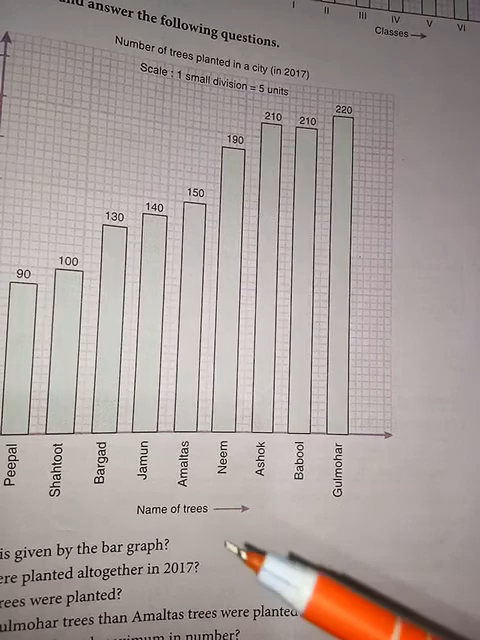 I II III IV V VI
Classes
and answer the following questions.
Number of trees planted in a city (in 2017)
Scale : 1 small division = 5 units
90 100 130 140 150 190 210 210 220
Peepal Shahtoot Bargad Jamun Amaltas Neem Ashok Babool Gulmohar
Name of trees
is given by the bar graph?
ere planted altogether in 2017?
rees were planted?
ulmohar trees than Amaltas trees were planted
in number?